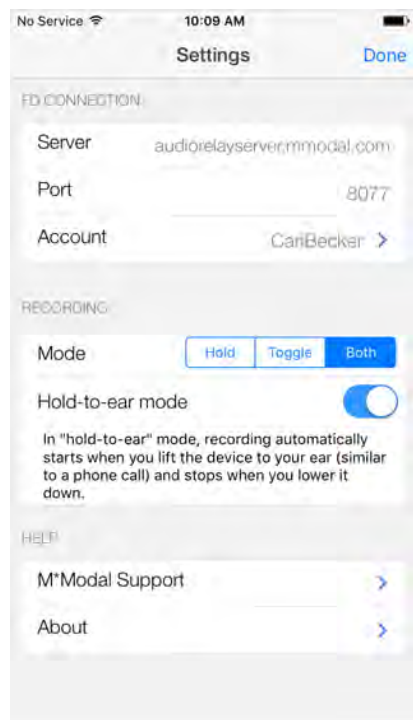 No Service 10:09 AM
Settings Done
FD CONNECTION
Server audiorelayserver.mmodal.com
Port 8077
Account CariBecker >
RECORDING
Mode Hold Toggle Both
Hold-to-ear mode
In "hold-to-ear" mode, recording automatically
starts when you lift the device to your ear (similar
to a phone call) and stops when you lower it
down.
HELP
M*Modal Support >
About >